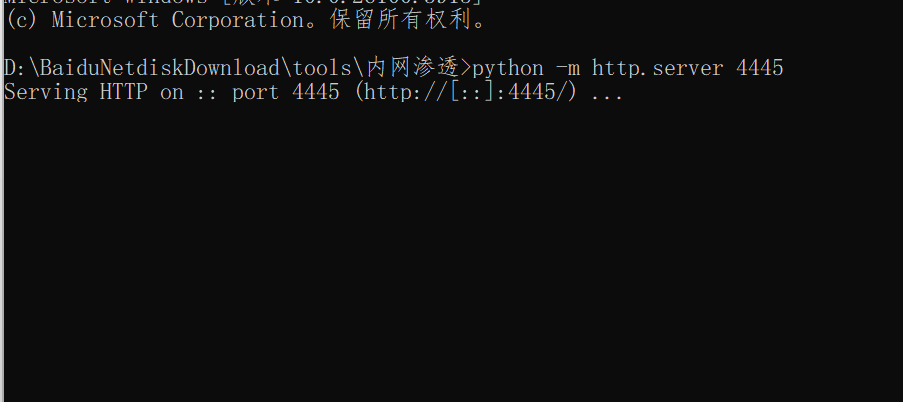 (c) Microsoft Corporation。保留所有权利。
D:\BaiduNetdiskDownload\tools\内网渗透>python -m http.server 4445
Serving HTTP on :: port 4445 (http://[::]:4445/) ...